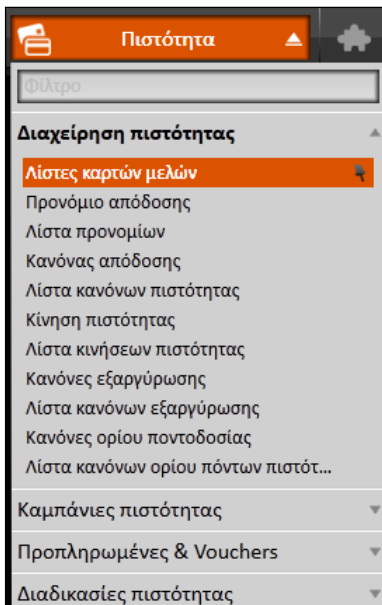 Πιστότητα
Φίλτρο
Διαχείρηση πιστότητας
Λίστες καρτών μελών
Προνόμιο απόδοσης
Λίστα προνομίων
Κανόνας απόδοσης
Λίστα κανόνων πιστότητας
Κίνηση πιστότητας
Λίστα κινήσεων πιστότητας
Κανόνες εξαργύρωσης
Λίστα κανόνων εξαργύρωσης
Κανόνες ορίου ποντοδοσίας
Λίστα κανόνων ορίου πόντων πιστότ...
Καμπάνιες πιστότητας
Προπληρωμένες & Vouchers
Διαδικασίες πιστότητας